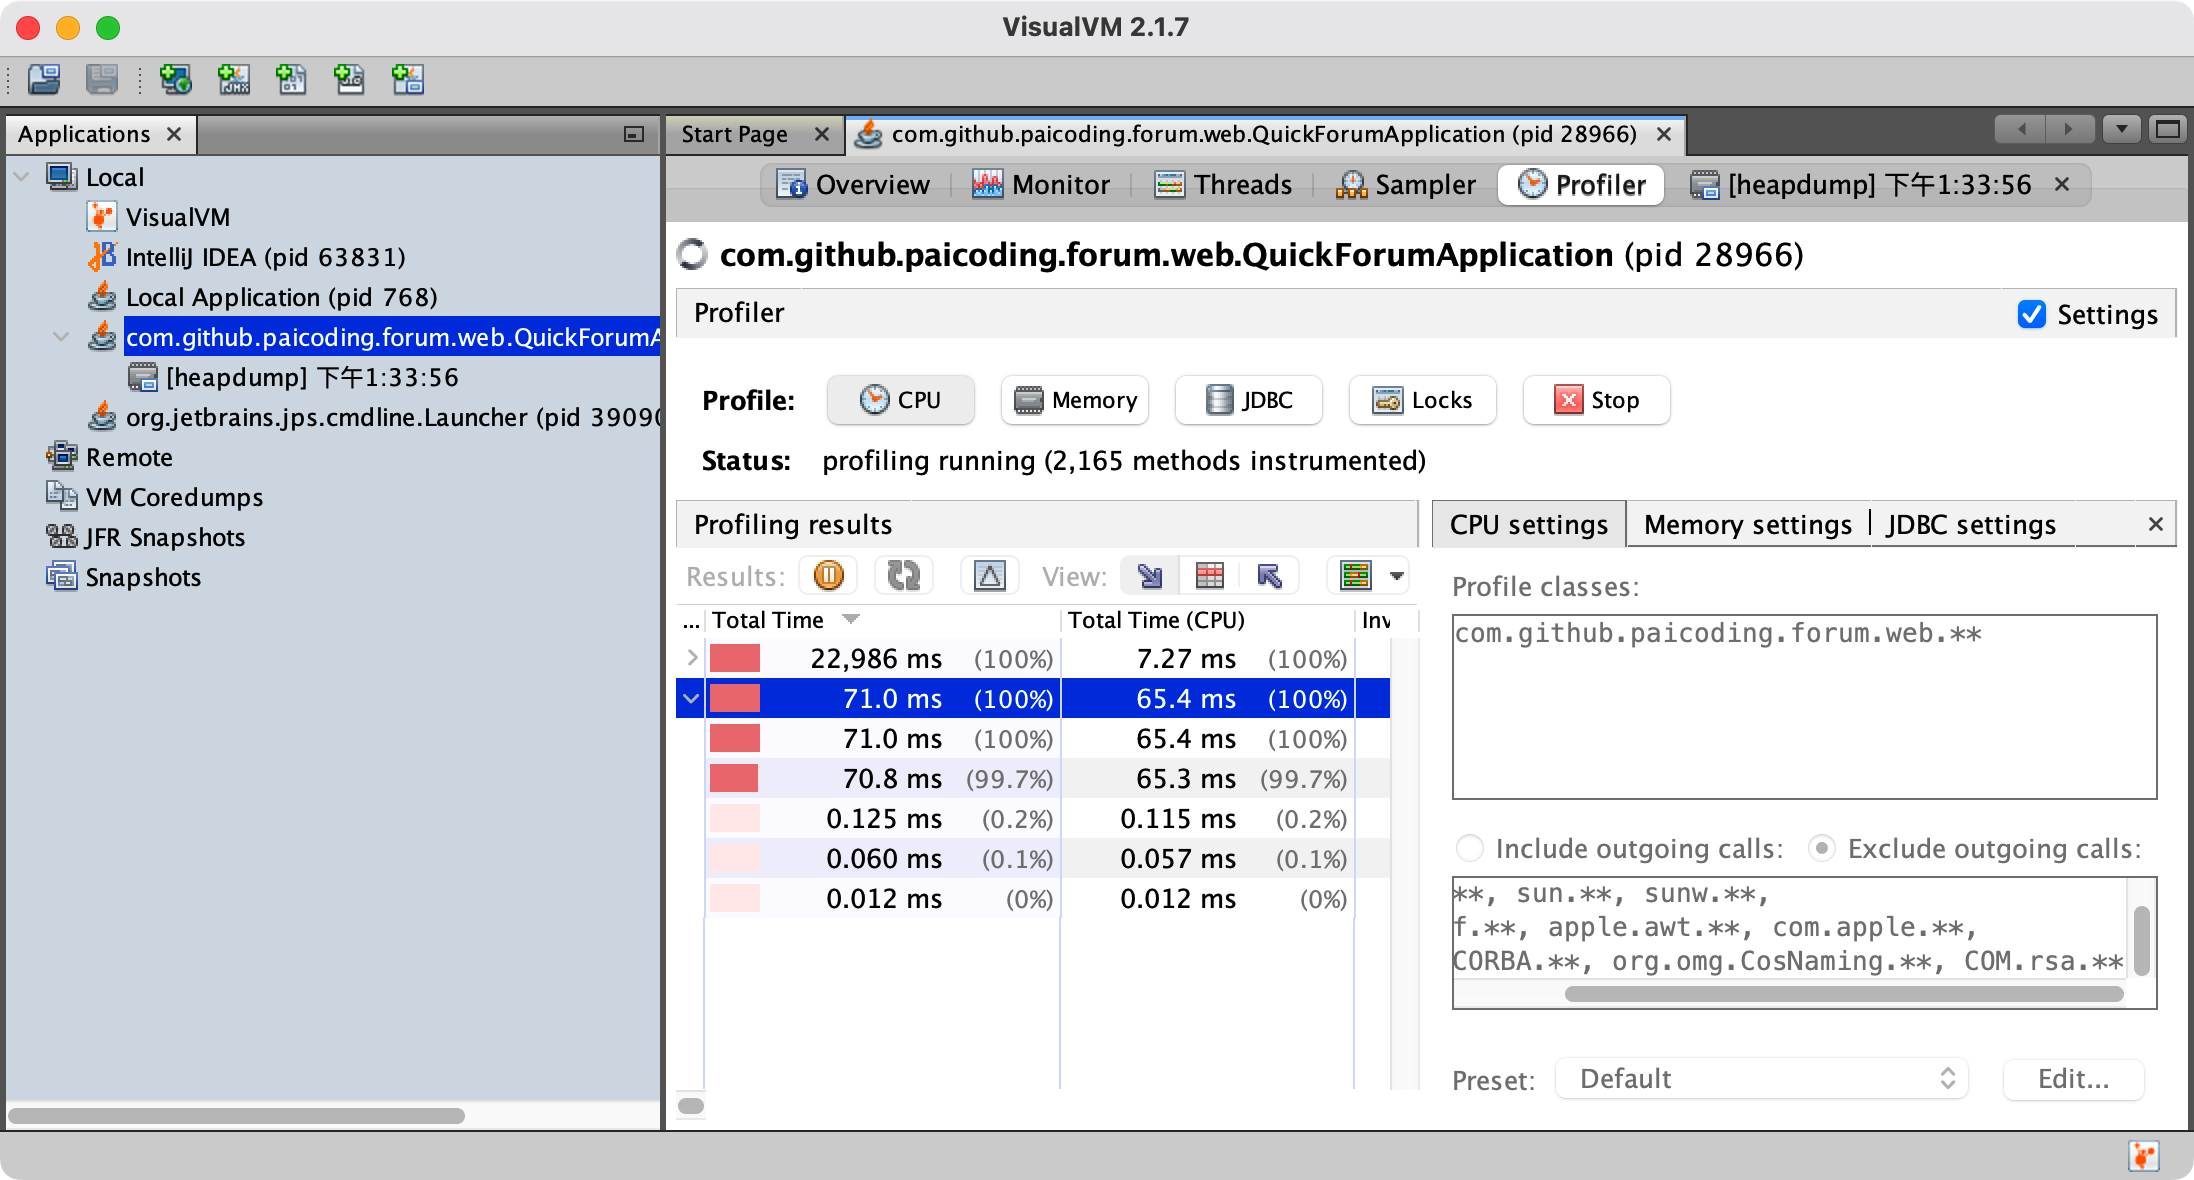 VisualVM 2.1.7
Applications
Local
VisualVM
IntelliJ IDEA (pid 63831)
Local Application (pid 768)
com.github.paicoding.forum.web.QuickForumA
[heapdump] 下午1:33:56
org.jetbrains.jps.cmdline.Launcher (pid 39090
Remote
VM Coredumps
JFR Snapshots
Snapshots
Start Page
com.github.paicoding.forum.web.QuickForumApplication (pid 28966)
Overview
Monitor
Threads
Sampler
Profiler
[heapdump] 下午1:33:56
com.github.paicoding.forum.web.QuickForumApplication (pid 28966)
Profiler
Settings
Profile:
CPU
Memory
JDBC
Locks
Stop
Status: profiling running (2,165 methods instrumented)
Profiling results
Results:
View:
... Total Time Total Time (CPU) Inv
22,986 ms (100%) 7.27 ms (100%)
71.0 ms (100%) 65.4 ms (100%)
71.0 ms (100%) 65.4 ms (100%)
70.8 ms (99.7%) 65.3 ms (99.7%)
0.125 ms (0.2%) 0.115 ms (0.2%)
0.060 ms (0.1%) 0.057 ms (0.1%)
0.012 ms (0%) 0.012 ms (0%)
CPU settings
Memory settings
JDBC settings
Profile classes:
com.github.paicoding.forum.web.**
Include outgoing calls:
Exclude outgoing calls:
**, sun.**, sunw.**,
f.**, apple.awt.**, com.apple.**,
CORBA.**, org.omg.CosNaming.**, COM.rsa.**
Preset:
Default
Edit...